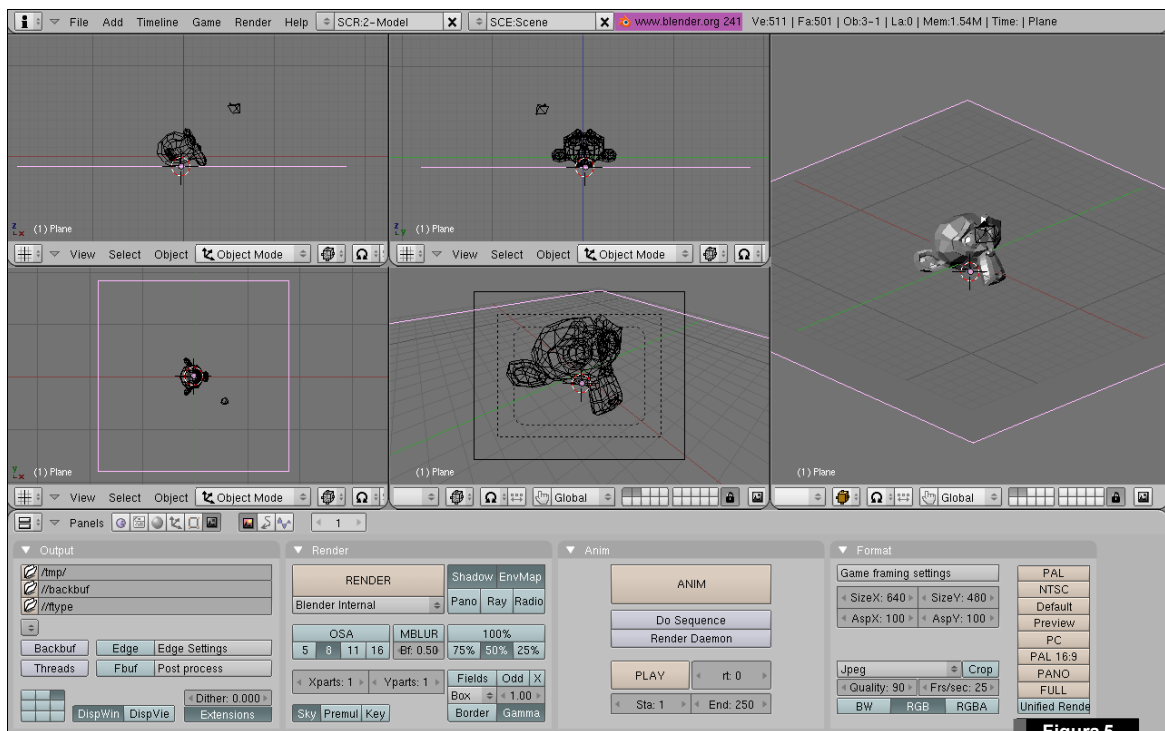 File Add Timeline Game Render Help SCR:2-Model SCE:Scene www.blender.org 241 Ve:511 | Fa:501 | Ob:3-1 | La:0 | Mem:1.54M | Time: | Plane
z x (1) Plane
z y (1) Plane
View Select Object Object Mode
View Select Object Object Mode
y x (1) Plane
(1) Plane
(1) Plane
View Select Object Object Mode
Global
Global
Panels 1
Output
/tmp/
//backbuf
//ftype
Backbuf Edge Edge Settings
Threads Fbuf Post process
Dither: 0.000
DispWin DispVie Extensions
Render
RENDER
Blender Internal
Shadow EnvMap
Pano Ray Radio
OSA MBLUR 100%
5 8 11 16 Bf: 0.50 75% 50% 25%
Xparts: 1 Yparts: 1 Fields Odd X
Box 1.00
Sky Premul Key Border Gamma
Anim
ANIM
Do Sequence
Render Daemon
PLAY rt: 0
Sta: 1 End: 250
Format
Game framing settings
SizeX: 640 SizeY: 480
AspX: 100 AspY: 100
Jpeg Crop
Quality: 90 Frs/sec: 25
BW RGB RGBA
PAL
NTSC
Default
Preview
PC
PAL 16:9
PANO
FULL
Unified Rende
Figura 5